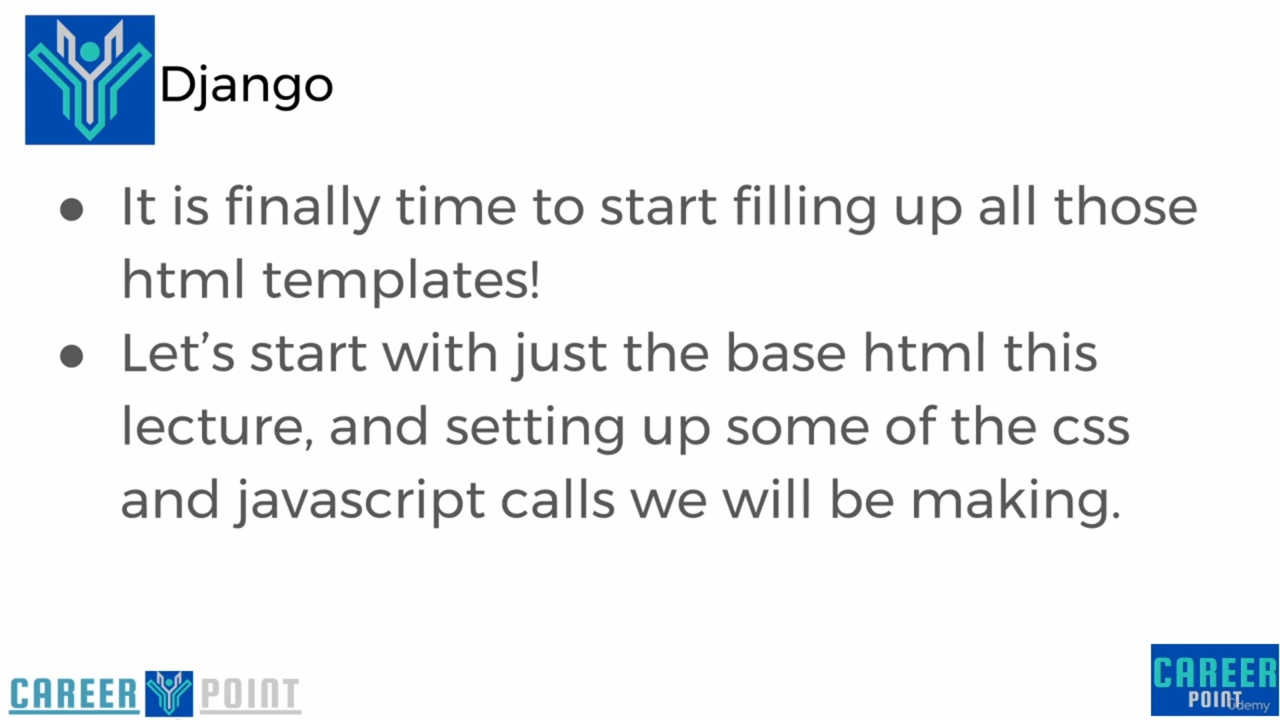 Django
● It is finally time to start filling up all those
html templates!
● Let’s start with just the base html this
lecture, and setting up some of the css
and javascript calls we will be making.
CAREER POINT
CAREER
POINT
Udemy